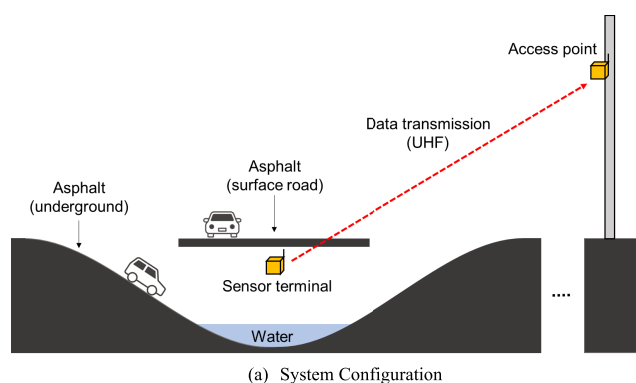 Access point
Data transmission
(UHF)
Asphalt
(surface road)
Asphalt
(underground)
Sensor terminal
Water
....
(a) System Configuration